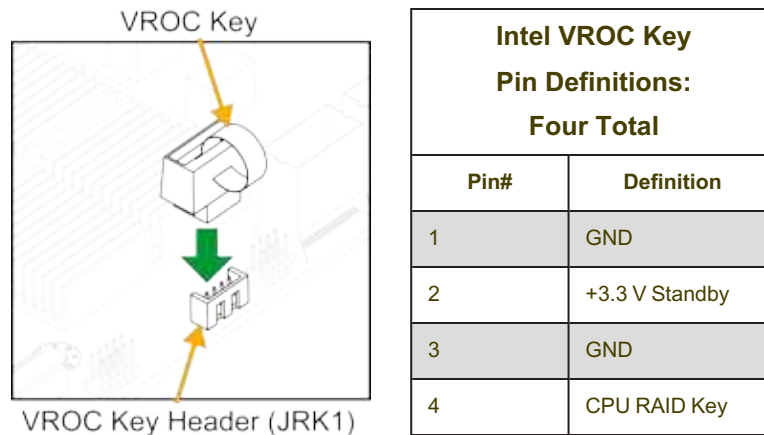 VROC Key
VROC Key Header (JRK1)
Intel VROC Key
Pin Definitions:
Four Total
Pin# Definition
1 GND
2 +3.3 V Standby
3 GND
4 CPU RAID Key